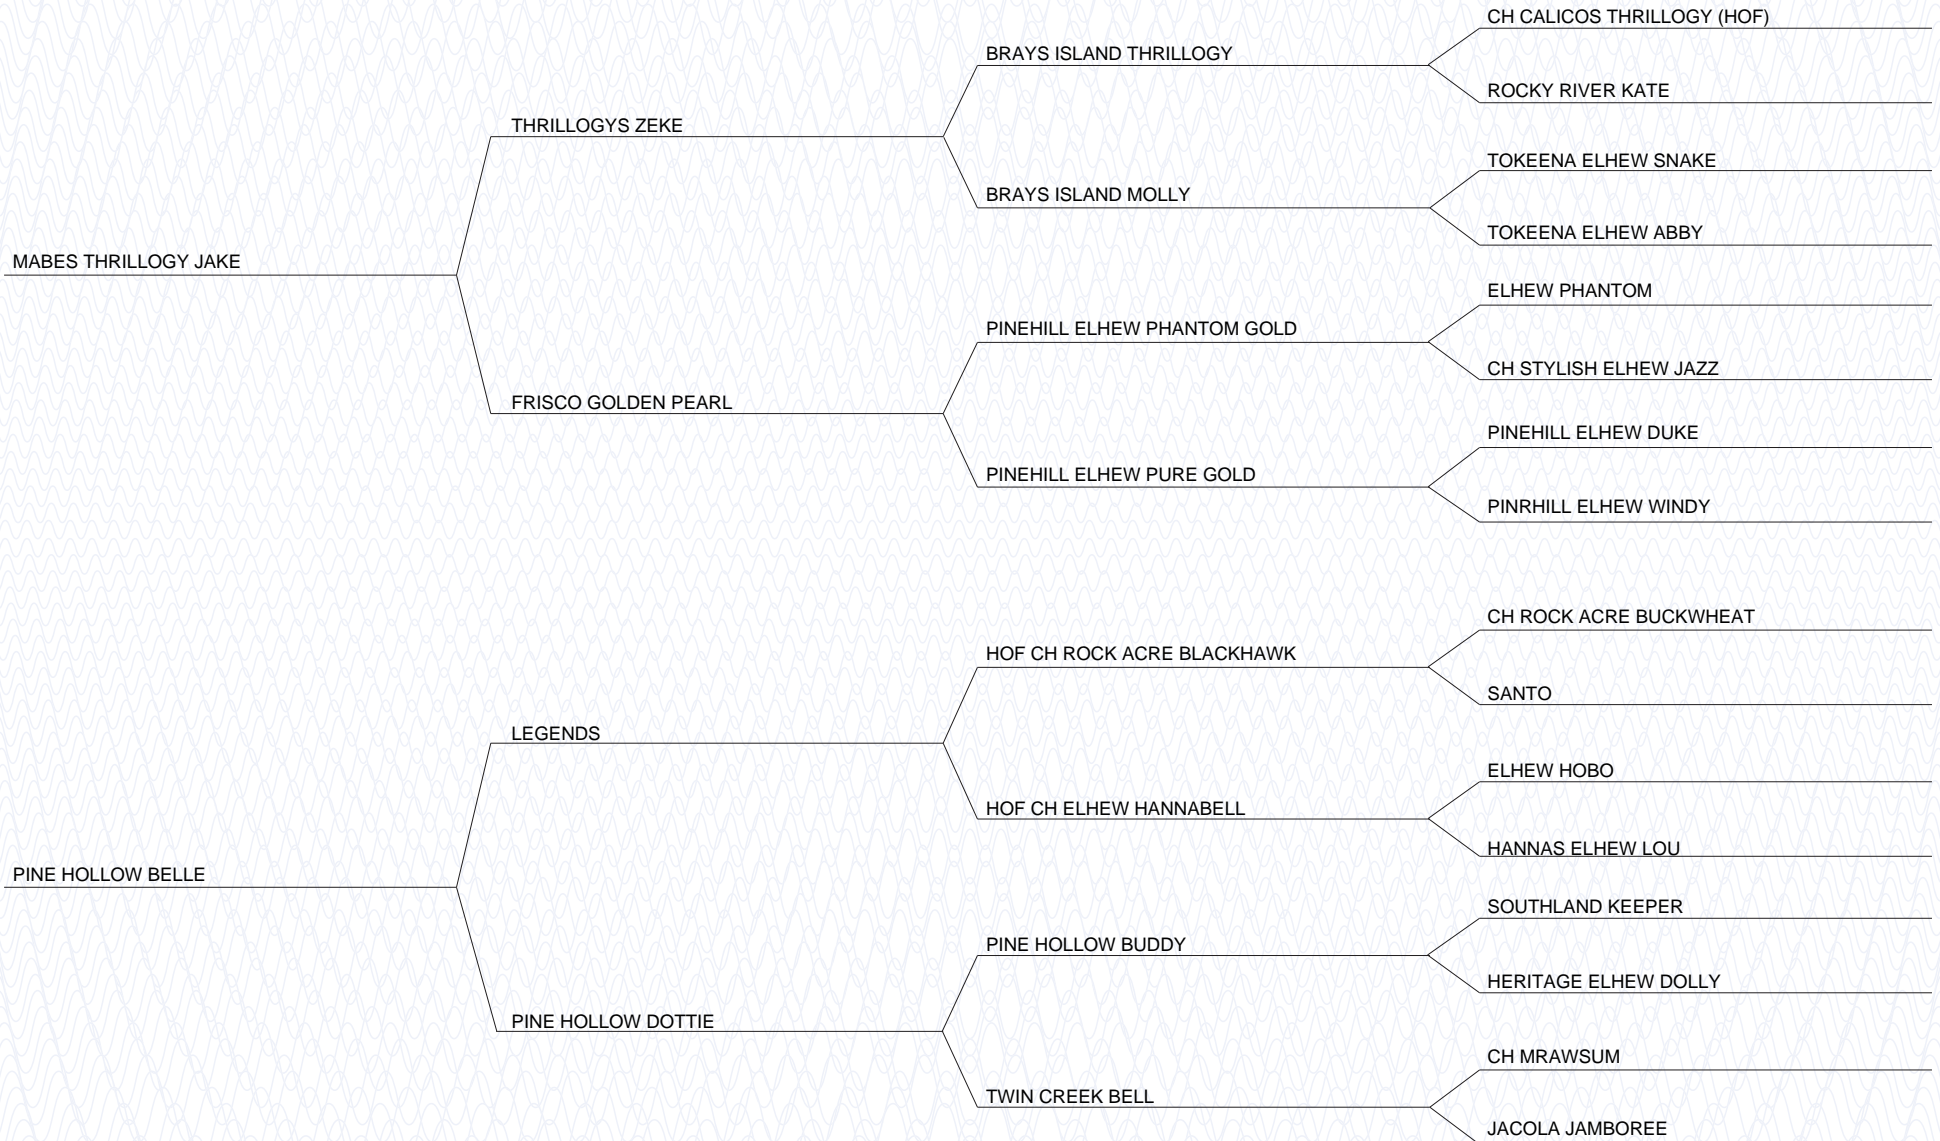 CH CALICOS THRILLOGY (HOF)
BRAYS ISLAND THRILLOGY
ROCKY RIVER KATE
THRILLOGYS ZEKE
TOKEENA ELHEW SNAKE
BRAYS ISLAND MOLLY
TOKEENA ELHEW ABBY
MABES THRILLOGY JAKE
ELHEW PHANTOM
PINEHILL ELHEW PHANTOM GOLD
CH STYLISH ELHEW JAZZ
FRISCO GOLDEN PEARL
PINEHILL ELHEW DUKE
PINEHILL ELHEW PURE GOLD
PINRHILL ELHEW WINDY
CH ROCK ACRE BUCKWHEAT
HOF CH ROCK ACRE BLACKHAWK
SANTO
LEGENDS
ELHEW HOBO
HOF CH ELHEW HANNABELL
HANNAS ELHEW LOU
PINE HOLLOW BELLE
SOUTHLAND KEEPER
PINE HOLLOW BUDDY
HERITAGE ELHEW DOLLY
PINE HOLLOW DOTTIE
CH MRAWSUM
TWIN CREEK BELL
JACOLA JAMBOREE